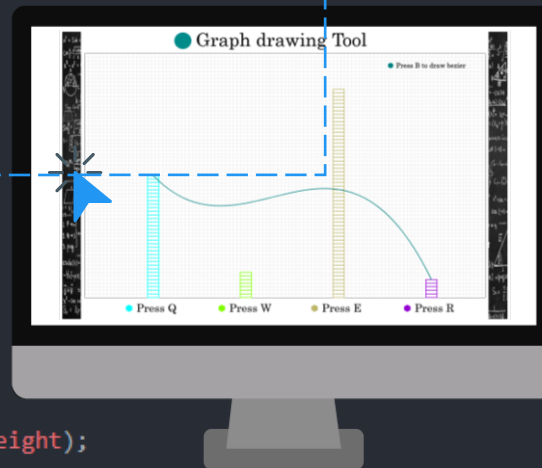 Graph drawing Tool
Press B to draw bezier
Press Q
Press W
Press E
Press R
eight);